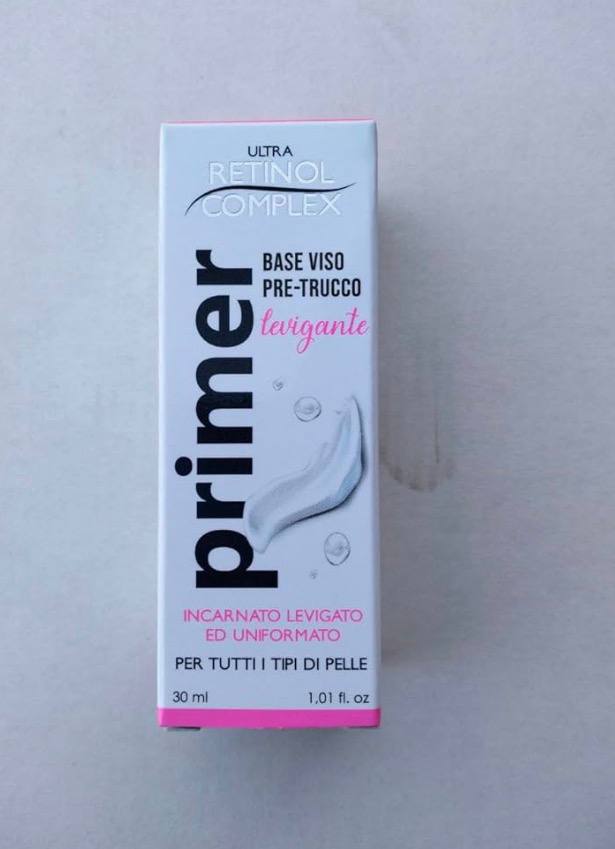 ULTRA
RETINOL
COMPLEX
primer
BASE VISO
PRE-TRUCCO
levigante
INCARNATO LEVIGATO
ED UNIFORMATO
PER TUTTI I TIPI DI PELLE
30 ml
1,01 fl. oz